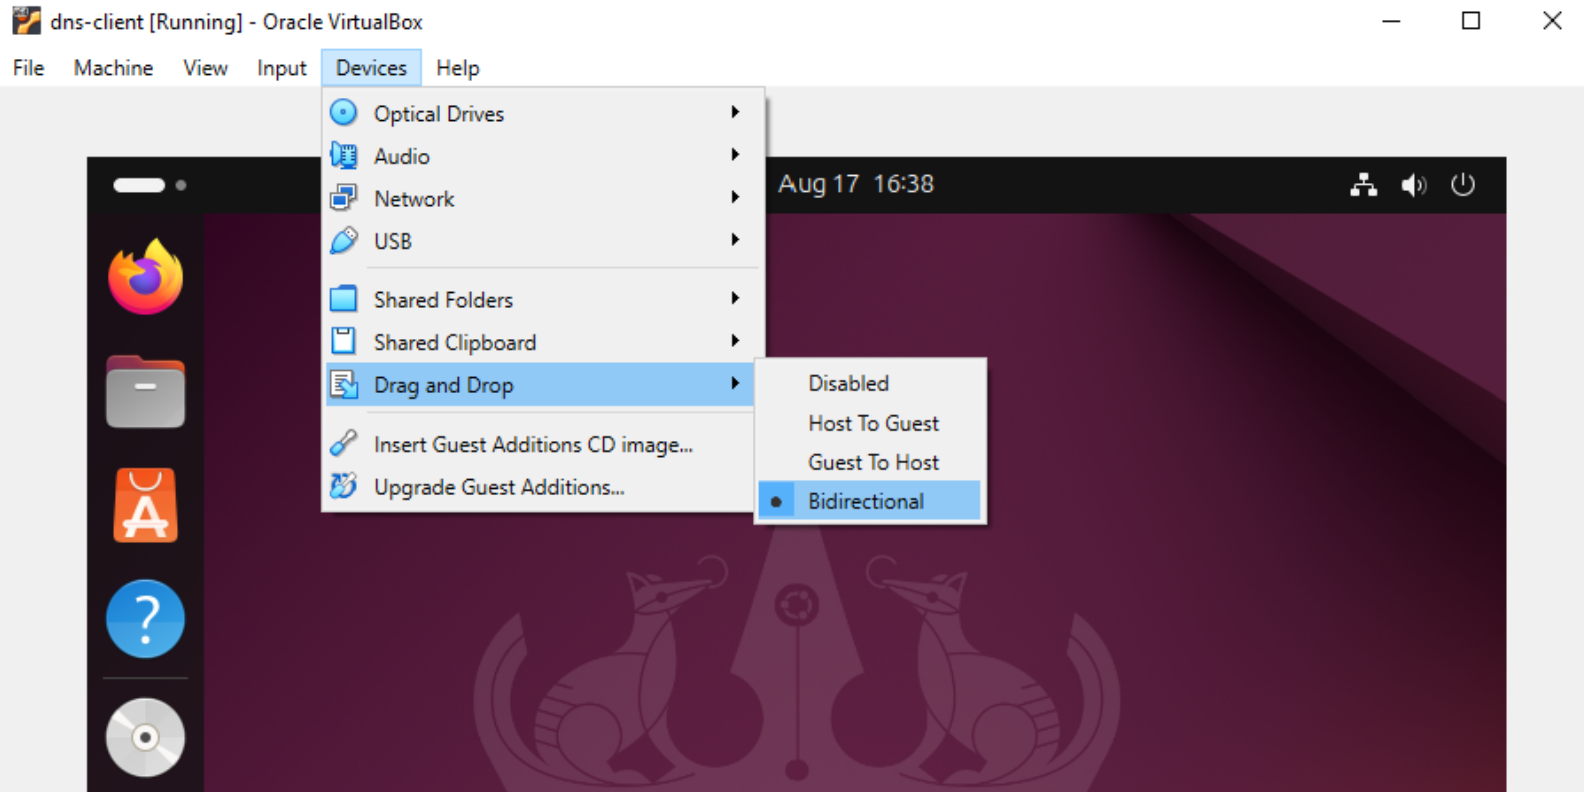 dns-client [Running] - Oracle VirtualBox
File Machine View Input Devices Help
Optical Drives
Audio
Network
USB
Shared Folders
Shared Clipboard
Drag and Drop
Insert Guest Additions CD image...
Upgrade Guest Additions...
Disabled
Host To Guest
Guest To Host
Bidirectional
Aug 17 16:38